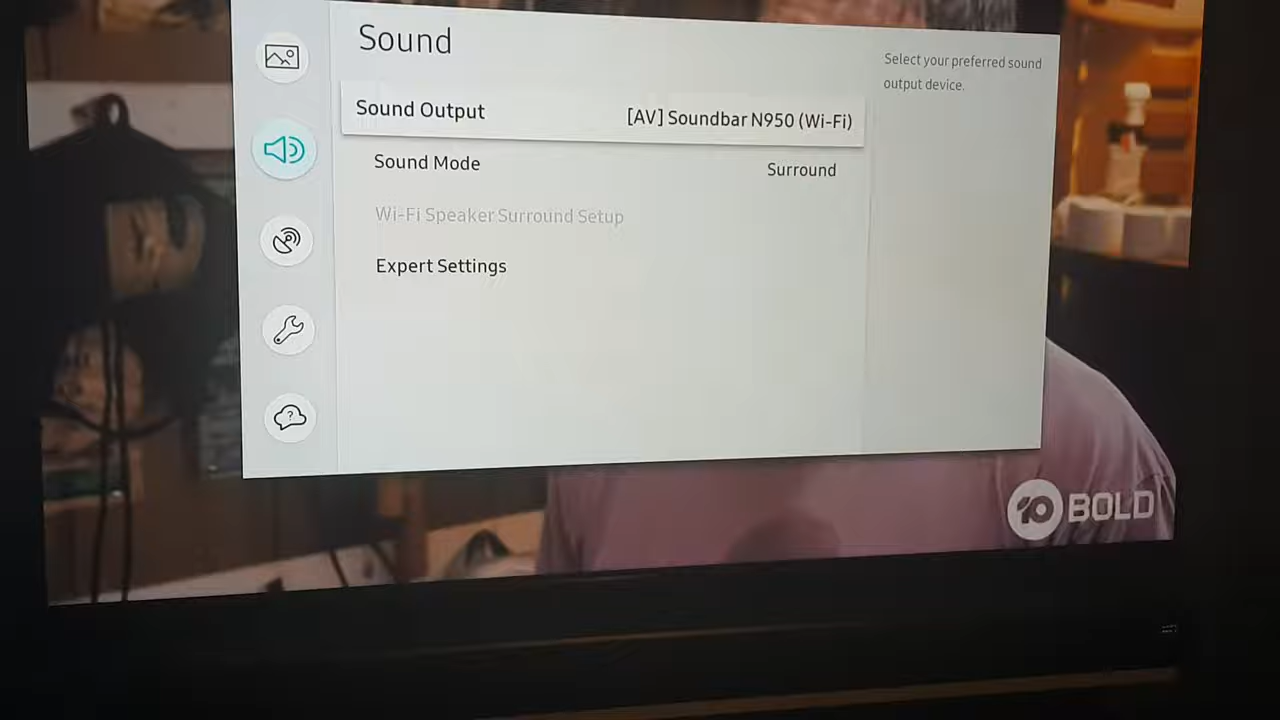 Sound
Select your preferred sound
output device.
Sound Output
[AV] Soundbar N950 (Wi-Fi)
Sound Mode
Surround
Wi-Fi Speaker Surround Setup
Expert Settings
?
10 BOLD